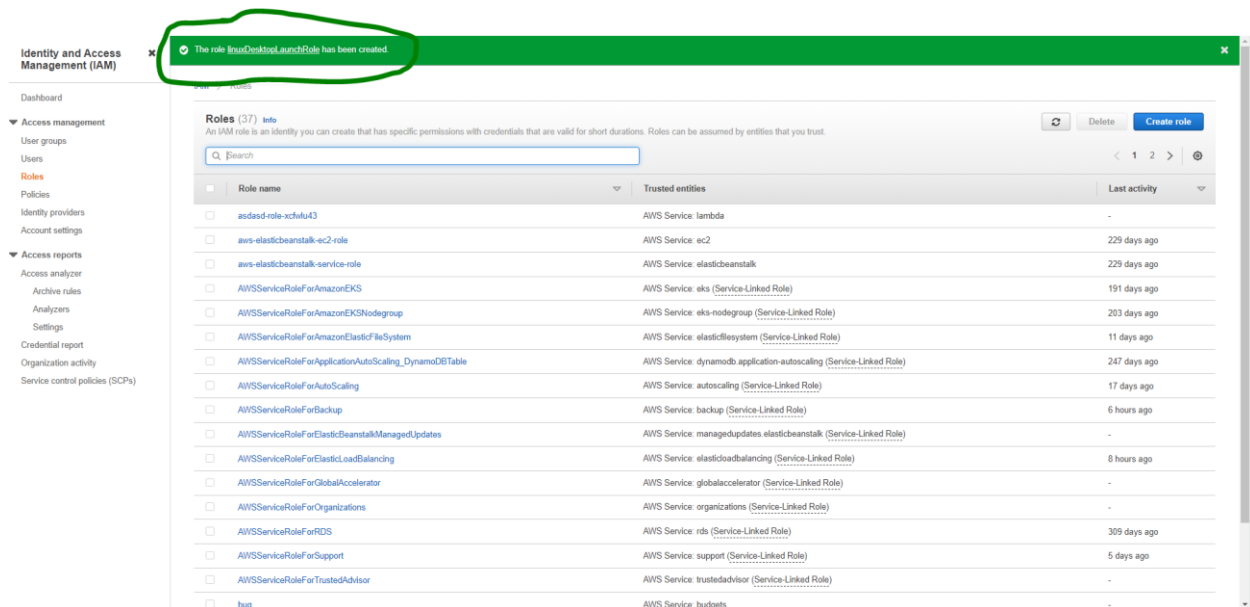 Identity and Access
Management (IAM)
Dashboard
Access management
User groups
Users
Roles
Policies
Identity providers
Account settings
Access reports
Access analyzer
Archive rules
Analyzers
Settings
Credential report
Organization activity
Service control policies (SCPs)
The role linuxDesktopLaunchRole has been created.
IAM > Roles
Roles (37) Info
An IAM role is an identity you can create that has specific permissions with credentials that are valid for short durations. Roles can be assumed by entities that you trust.
Delete
Create role
Search
1 2
Role name Trusted entities Last activity
asdasd-role-xcfwlu43 AWS Service: lambda -
aws-elasticbeanstalk-ec2-role AWS Service: ec2 229 days ago
aws-elasticbeanstalk-service-role AWS Service: elasticbeanstalk 229 days ago
AWSServiceRoleForAmazonEKS AWS Service: eks (Service-Linked Role) 191 days ago
AWSServiceRoleForAmazonEKSNodegroup AWS Service: eks-nodegroup (Service-Linked Role) 203 days ago
AWSServiceRoleForAmazonElasticFileSystem AWS Service: elasticfilesystem (Service-Linked Role) 11 days ago
AWSServiceRoleForApplicationAutoScaling_DynamoDBTable AWS Service: dynamodb.application-autoscaling (Service-Linked Role) 247 days ago
AWSServiceRoleForAutoScaling AWS Service: autoscaling (Service-Linked Role) 17 days ago
AWSServiceRoleForBackup AWS Service: backup (Service-Linked Role) 6 hours ago
AWSServiceRoleForElasticBeanstalkManagedUpdates AWS Service: managedupdates.elasticbeanstalk (Service-Linked Role) -
AWSServiceRoleForElasticLoadBalancing AWS Service: elasticloadbalancing (Service-Linked Role) 8 hours ago
AWSServiceRoleForGlobalAccelerator AWS Service: globalaccelerator (Service-Linked Role) -
AWSServiceRoleForOrganizations AWS Service: organizations (Service-Linked Role) -
AWSServiceRoleForRDS AWS Service: rds (Service-Linked Role) 309 days ago
AWSServiceRoleForSupport AWS Service: support (Service-Linked Role) 5 days ago
AWSServiceRoleForTrustedAdvisor AWS Service: trustedadvisor (Service-Linked Role) -
bug AWS Service: budgets -